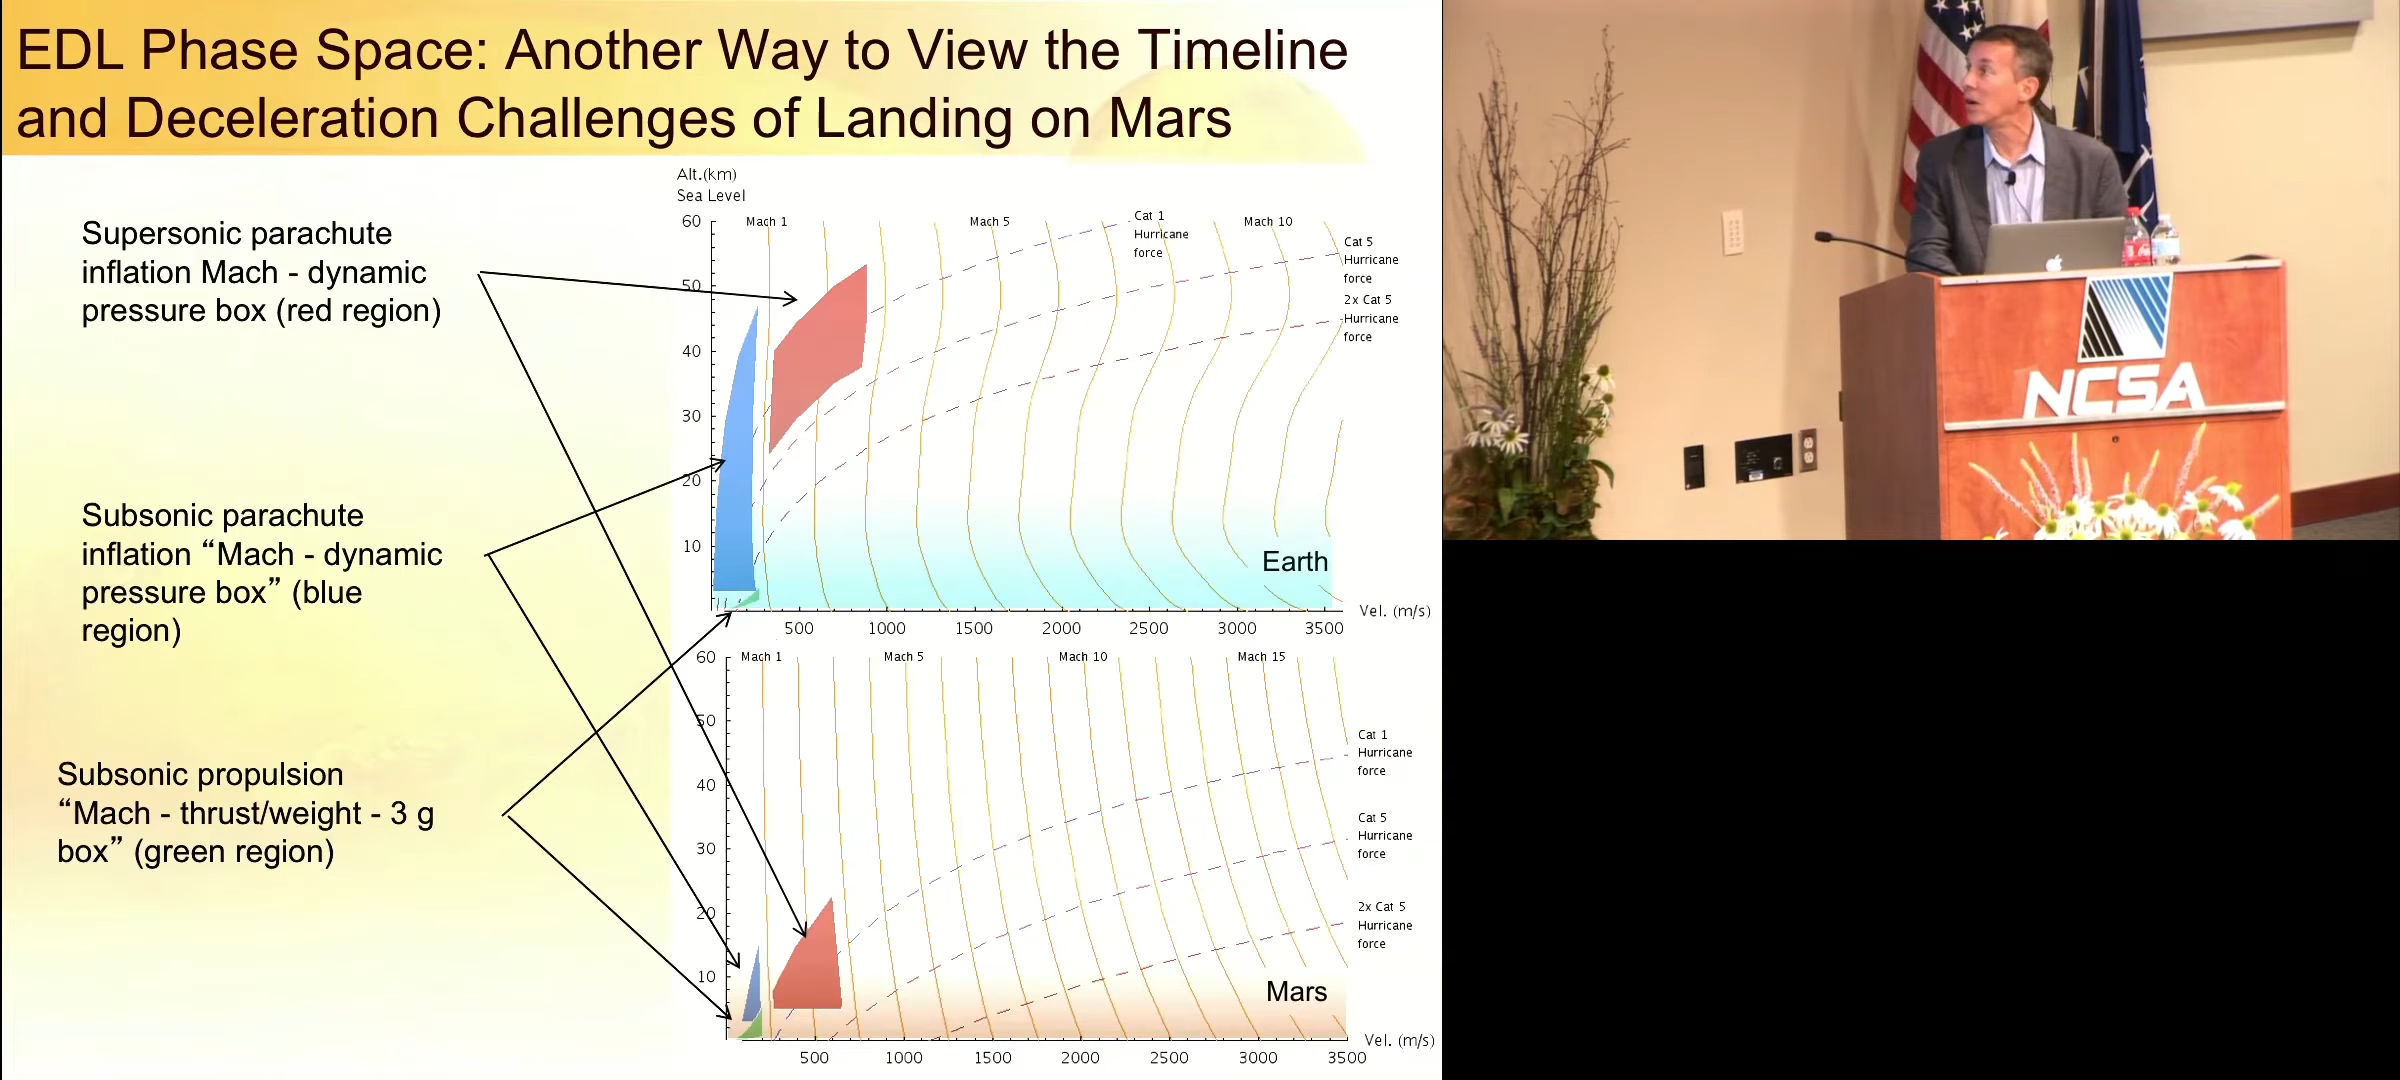 EDL Phase Space: Another Way to View the Timeline
and Deceleration Challenges of Landing on Mars
Supersonic parachute
inflation Mach - dynamic
pressure box (red region)
Subsonic parachute
inflation “Mach - dynamic
pressure box” (blue
region)
Subsonic propulsion
“Mach - thrust/weight - 3 g
box” (green region)
Alt.(km)
Sea Level
60
50
40
30
20
10
Mach 1
Mach 5
Mach 10
Cat 1
Hurricane
force
Cat 5
Hurricane
force
2x Cat 5
Hurricane
force
Earth
Vel. (m/s)
500 1000 1500 2000 2500 3000 3500
60
50
40
30
20
10
Mach 1
Mach 5
Mach 10
Mach 15
Cat 1
Hurricane
force
Cat 5
Hurricane
force
2x Cat 5
Hurricane
force
Mars
Vel. (m/s)
500 1000 1500 2000 2500 3000 3500
NCSA